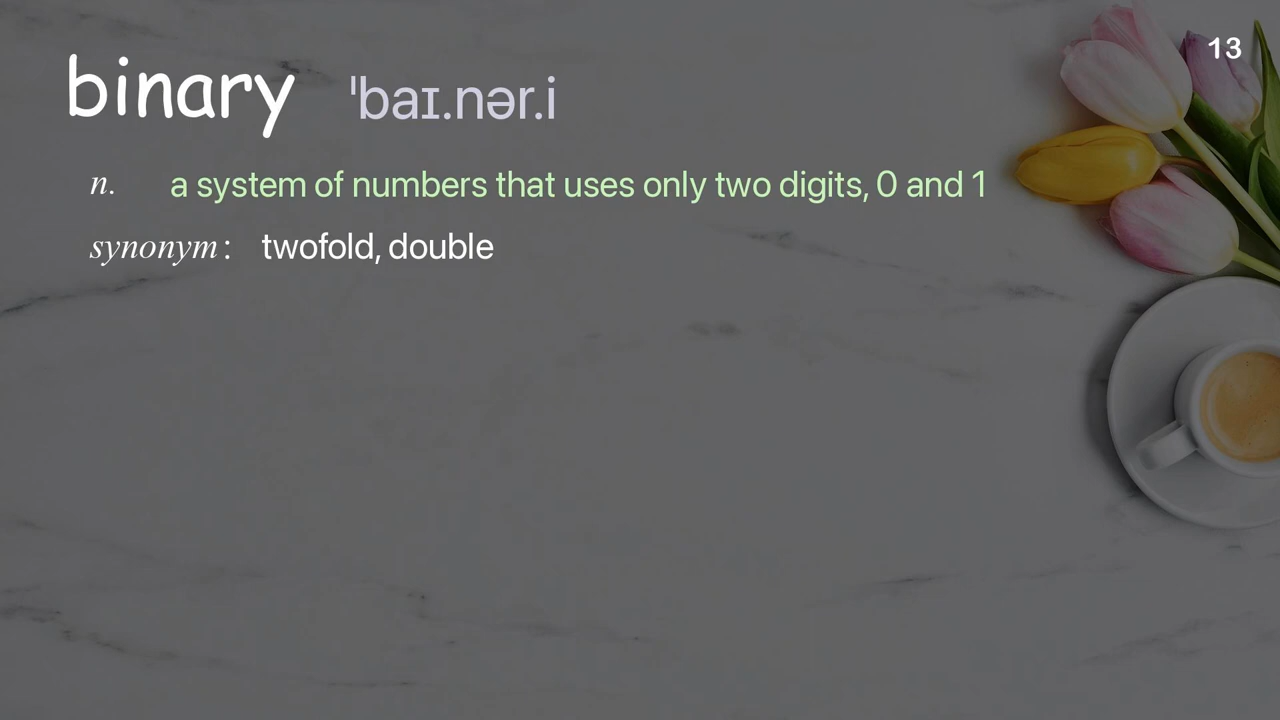 13
binary ˈbaɪ.nər.i
n. a system of numbers that uses only two digits, 0 and 1
synonym: twofold, double